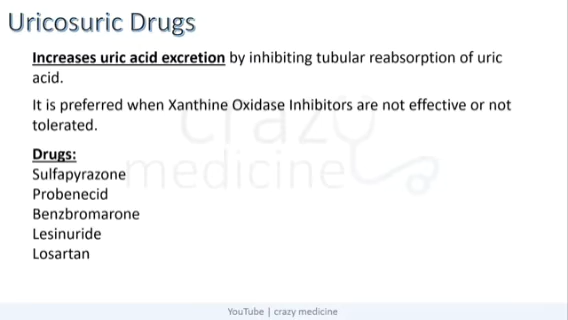 Uricosuric Drugs
Increases uric acid excretion by inhibiting tubular reabsorption of uric
acid.
It is preferred when Xanthine Oxidase Inhibitors are not effective or not
tolerated.
crazy
medicine
Drugs:
Sulfapyrazone
Probenecid
Benzbromarone
Lesinuride
Losartan
YouTube | crazy medicine